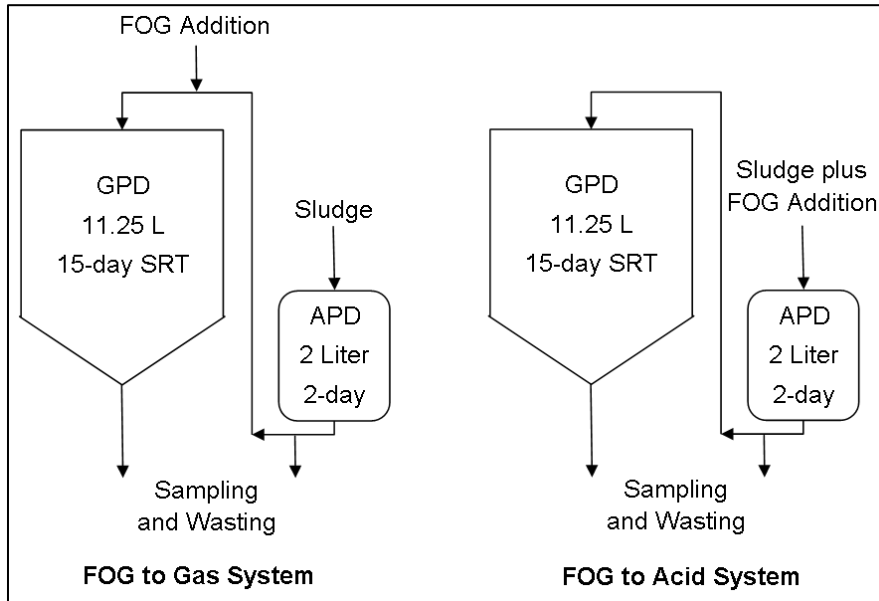 FOG Addition
GPD
11.25 L
15-day SRT
Sludge
APD
2 Liter
2-day
Sampling
and Wasting
FOG to Gas System
GPD
11.25 L
15-day SRT
Sludge plus
FOG Addition
APD
2 Liter
2-day
Sampling
and Wasting
FOG to Acid System